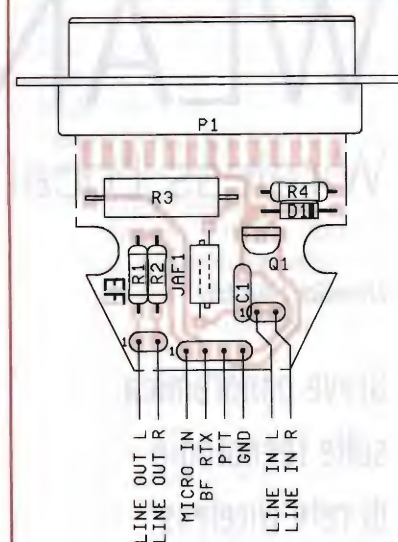 P1
R3
R4
D1
R1
R2
JAF1
Q1
C1
EF
1
1
1
LINE OUT L
LINE OUT R
MICRO IN
BF RTX
PTT
GND
LINE IN L
LINE IN R